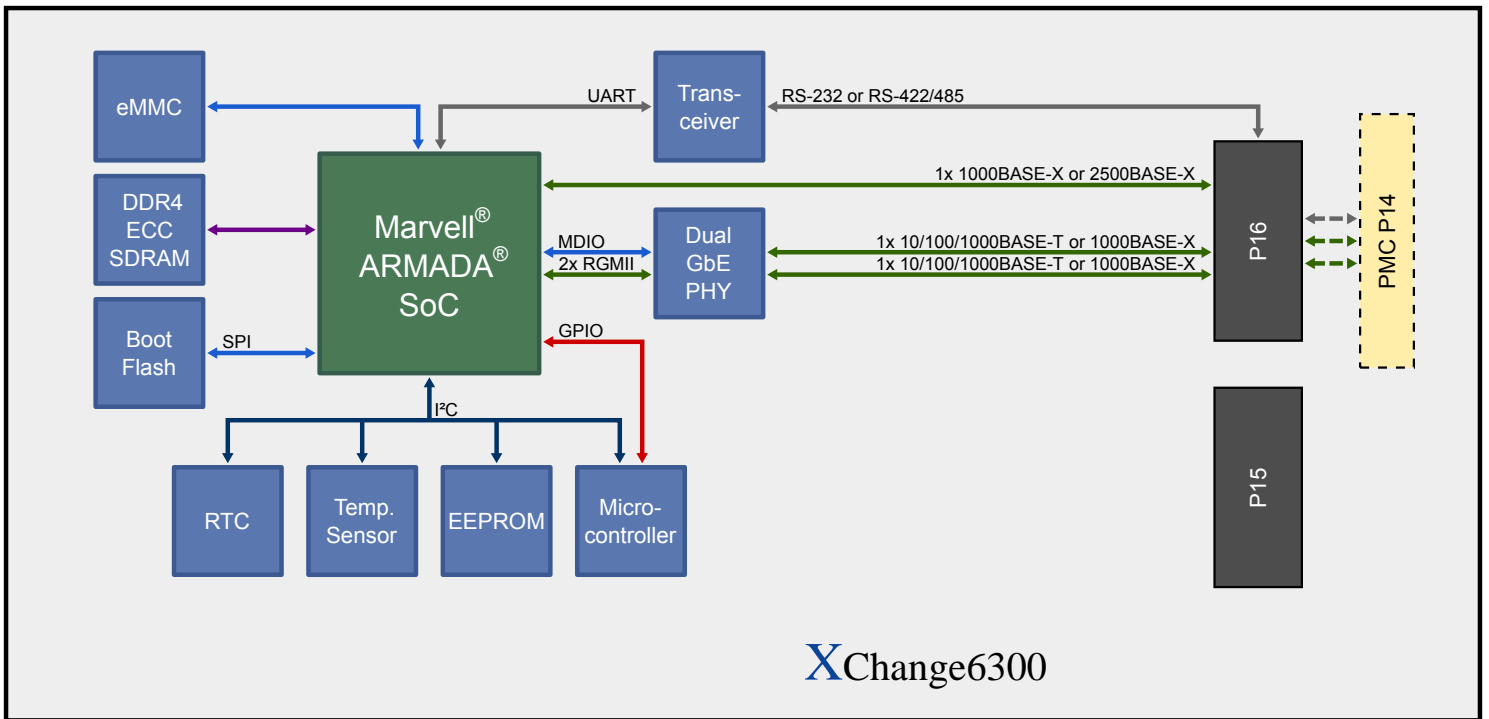 eMMC
UART
Trans-
ceiver
RS-232 or RS-422/485
DDR4
ECC
SDRAM
Marvell®
ARMADA®
SoC
1x 1000BASE-X or 2500BASE-X
MDIO
2x RGMII
Dual
GbE
PHY
1x 10/100/1000BASE-T or 1000BASE-X
1x 10/100/1000BASE-T or 1000BASE-X
P16
PMC P14
Boot
Flash
SPI
GPIO
I²C
RTC
Temp.
Sensor
EEPROM
Micro-
controller
P15
XChange6300